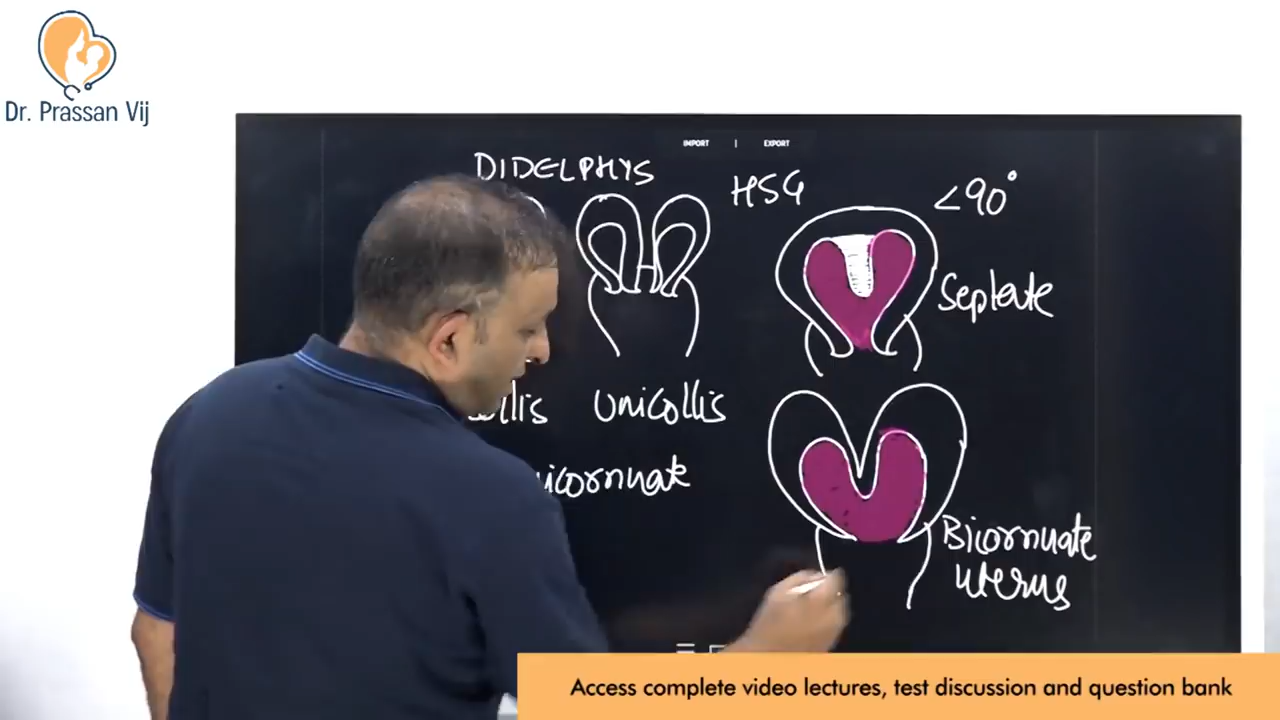 Dr. Prassan Vij
IMPORT | EXPORT
DIDELPHYS
HSG
<90°
Septate
Unicollis
Bicornuate
uterus
Access complete video lectures, test discussion and question bank